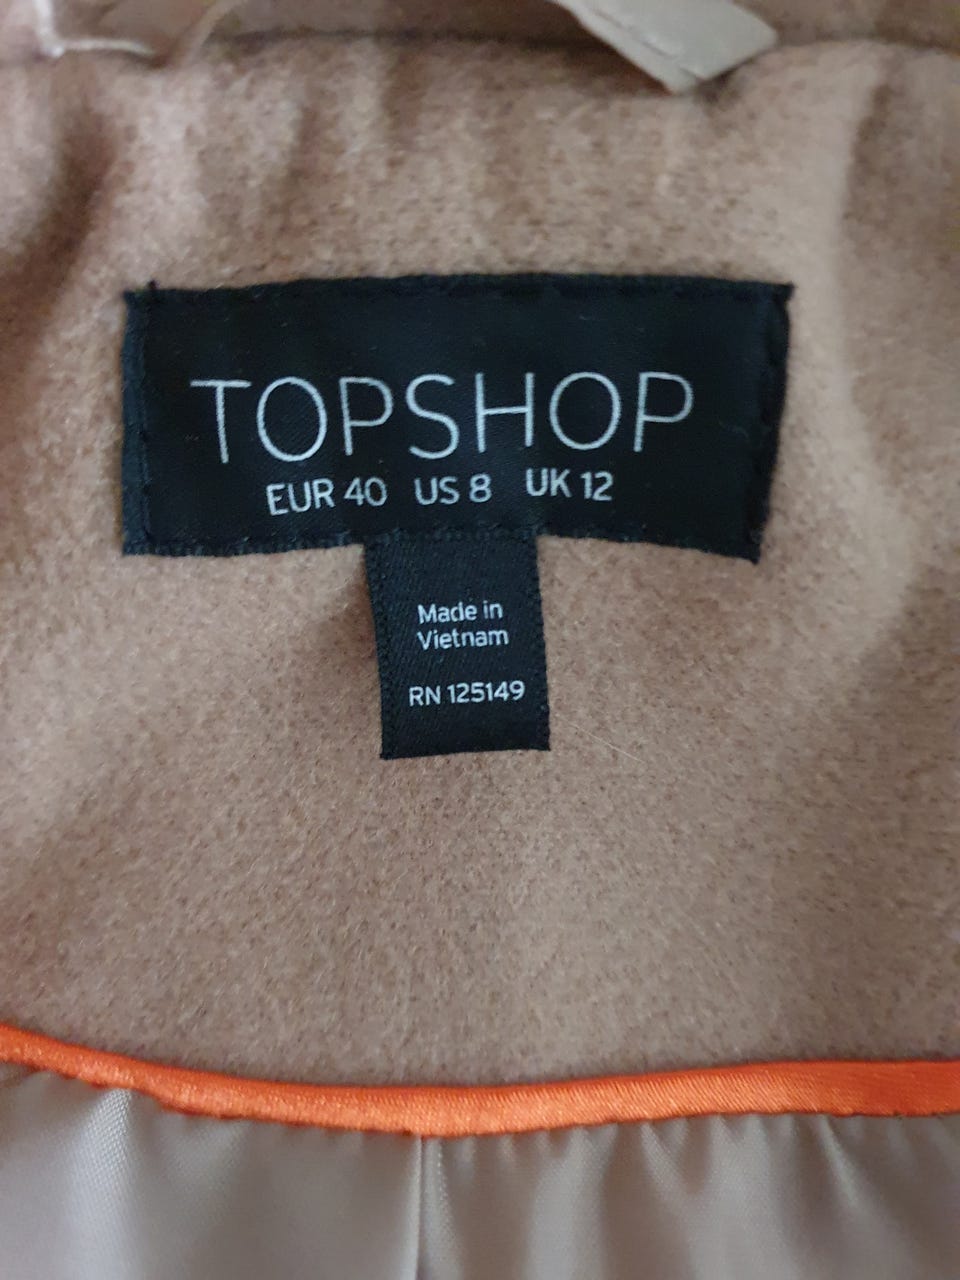 TOPSHOP
EUR 40 US 8 UK 12
Made in
Vietnam
RN 125149